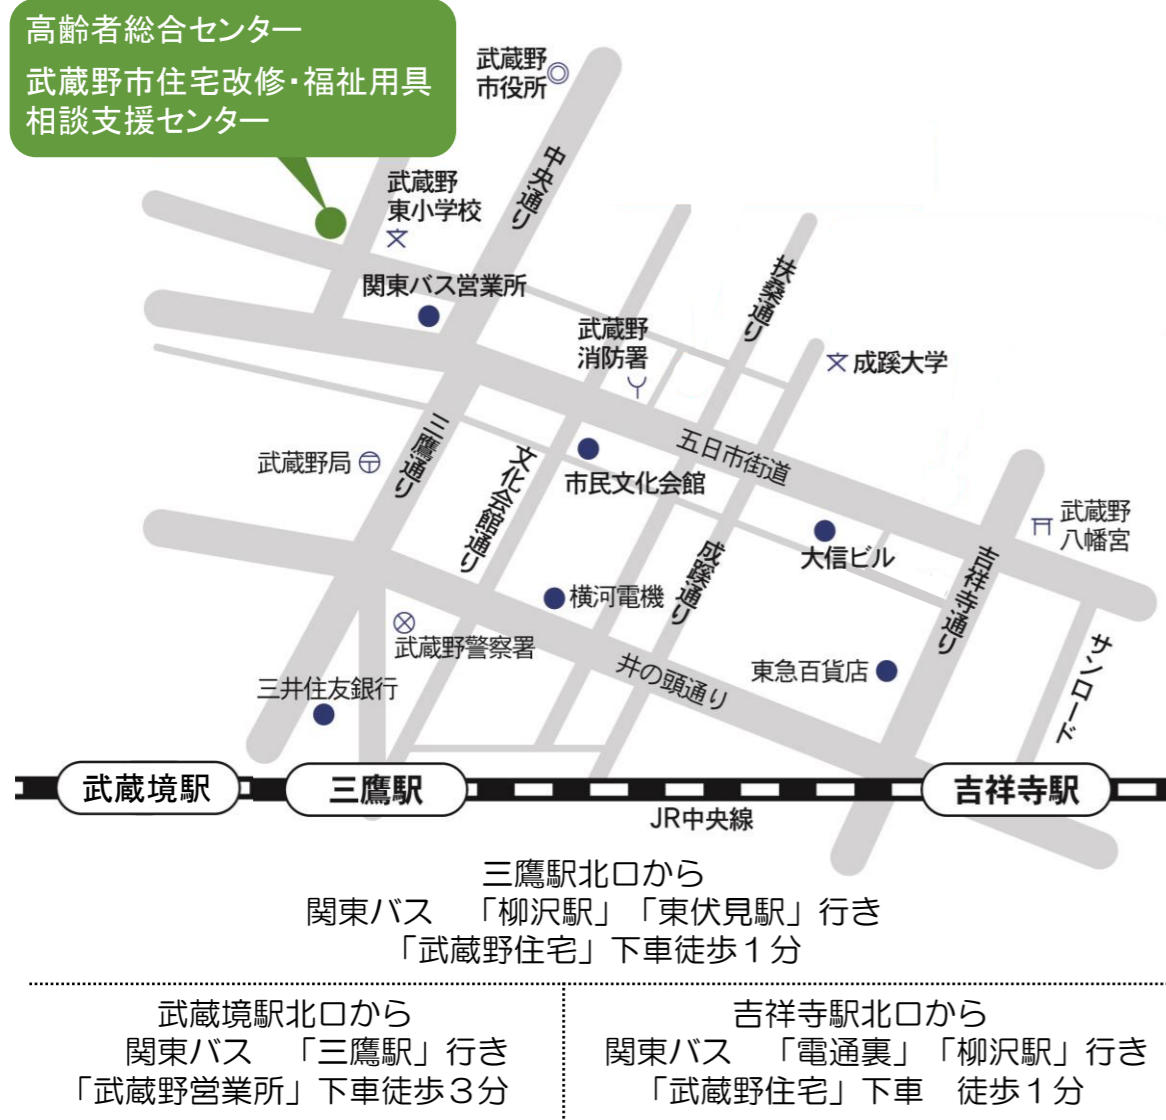 高齢者総合センター
武蔵野市住宅改修・福祉用具
相談支援センター
武蔵野
市役所
中央通り
武蔵野
東小学校
関東バス営業所
扶桑通り
武蔵野
消防署
成蹊大学
三鷹通り
武蔵野局
文化会館通り
市民文化会館
五日市街道
成蹊通り
大信ビル
武蔵野
八幡宮
吉祥寺通り
横河電機
武蔵野警察署
井の頭通り
東急百貨店
サンロード
三井住友銀行
武蔵境駅
三鷹駅
吉祥寺駅
JR中央線
三鷹駅北口から
関東バス 「柳沢駅」「東伏見駅」行き
「武蔵野住宅」下車徒歩1分
武蔵境駅北口から
関東バス 「三鷹駅」行き
「武蔵野営業所」下車徒歩3分
吉祥寺駅北口から
関東バス 「電通裏」「柳沢駅」行き
「武蔵野住宅」下車 徒歩1分